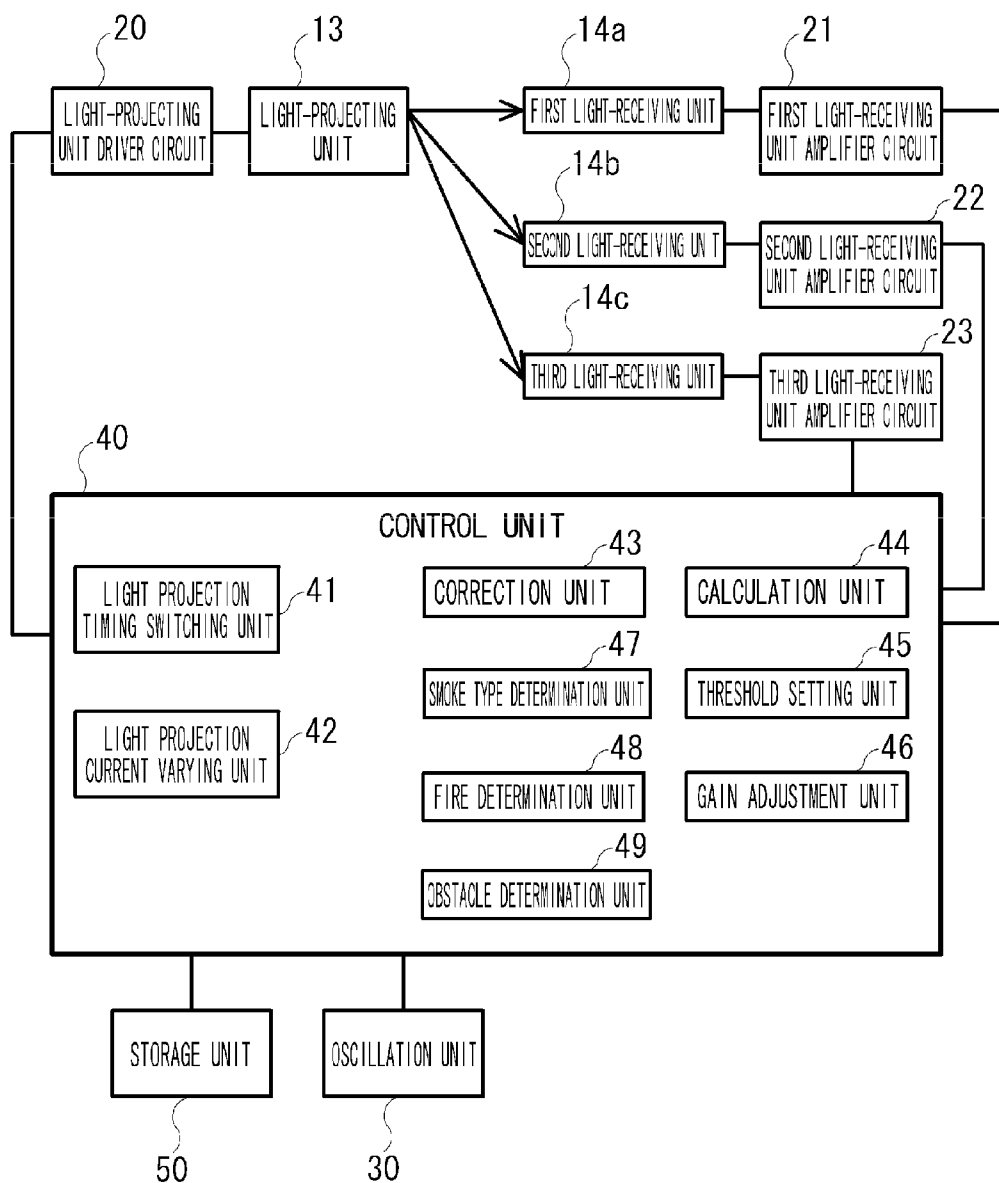 20
13
14a
21
LIGHT-PROJECTING
UNIT DRIVER CIRCUIT
LIGHT-PROJECTING
UNIT
FIRST LIGHT-RECEIVING UNIT
FIRST LIGHT-RECEIVING
UNIT AMPLIFIER CIRCUIT
14b
22
SECOND LIGHT-RECEIVING UNIT
SECOND LIGHT-RECEIVING
UNIT AMPLIFIER CIRCUIT
14c
23
THIRD LIGHT-RECEIVING UNIT
THIRD LIGHT-RECEIVING
UNIT AMPLIFIER CIRCUIT
40
CONTROL UNIT
LIGHT PROJECTION
TIMING SWITCHING UNIT
41
43
CORRECTION UNIT
44
CALCULATION UNIT
47
SMOKE TYPE DETERMINATION UNIT
45
THRESHOLD SETTING UNIT
LIGHT PROJECTION
CURRENT VARYING UNIT
42
48
FIRE DETERMINATION UNIT
46
GAIN ADJUSTMENT UNIT
49
OBSTACLE DETERMINATION UNIT
STORAGE UNIT
OSCILLATION UNIT
50
30